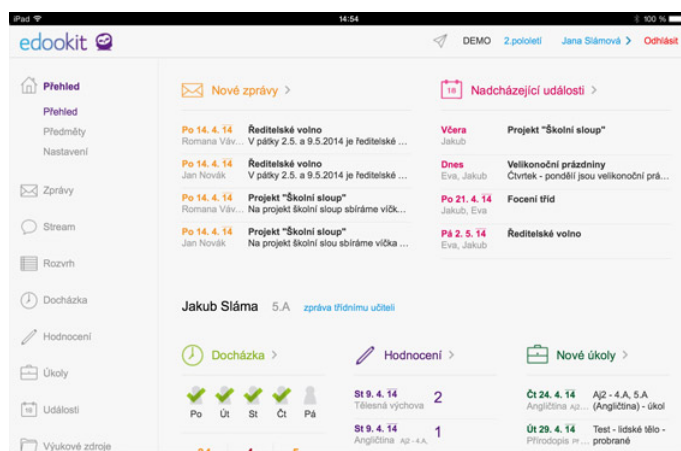 iPad 14:54 100 %
edookit DEMO 2.pololetí Jana Slámová > Odhlásit
Přehled
Přehled
Předměty
Nastavení
Zprávy
Stream
Rozvrh
Docházka
Hodnocení
Úkoly
Události
Výukové zdroje
Nové zprávy >
Po 14. 4. 14 Ředitelské volno
Romana Váv... V pátky 2.5. a 9.5.2014 je ředitelské ...
Po 14. 4. 14 Ředitelské volno
Jan Novák V pátky 2.5. a 9.5.2014 je ředitelské ...
Po 14. 4. 14 Projekt "Školní sloup"
Romana Váv... Na projekt školní sloup sbíráme víčk...
Po 14. 4. 14 Projekt "Školní sloup"
Jan Novák Na projekt školní slou sbíráme víčka ...
18 Nadcházející události >
Včera Projekt "Školní sloup"
Jakub
Dnes Velikonoční prázdniny
Eva, Jakub Čtvrtek - pondělí jsou velikonoční prá...
Po 21. 4. 14 Focení tříd
Jakub, Eva
Pá 2. 5. 14 Ředitelské volno
Eva, Jakub
Jakub Sláma 5.A zpráva třídnímu učiteli
Docházka >
Po Út St Čt Pá
Hodnocení >
St 9. 4. 14 2
Tělesná výchova
St 9. 4. 14 1
Angličtina Aj2 - 4.A,
Nové úkoly >
Čt 24. 4. 14 Aj2 - 4.A, 5.A
Angličtina Aj2... (Angličtina) - úkol
Út 29. 4. 14 Test - lidské tělo -
Přírodopis Př... probrané